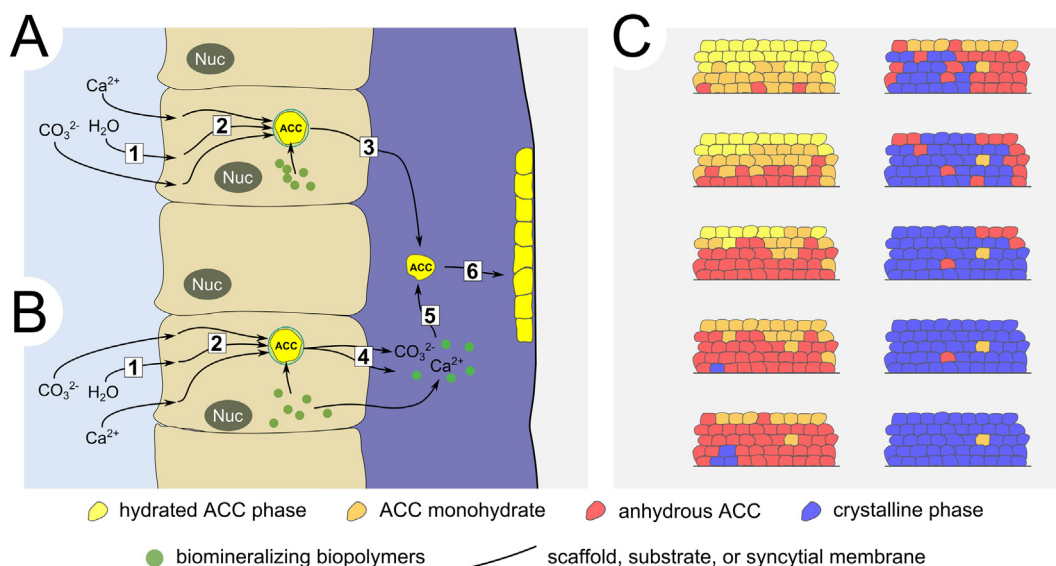 A
Nuc
Ca²⁺
CO₃²⁻
H₂O
1
2
ACC
3
Nuc
Nuc
ACC
6
5
B
1
2
ACC
4
CO₃²⁻
Ca²⁺
CO₃²⁻
H₂O
Nuc
Ca²⁺
C
hydrated ACC phase
ACC monohydrate
anhydrous ACC
crystalline phase
biomineralizing biopolymers
scaffold, substrate, or syncytial membrane